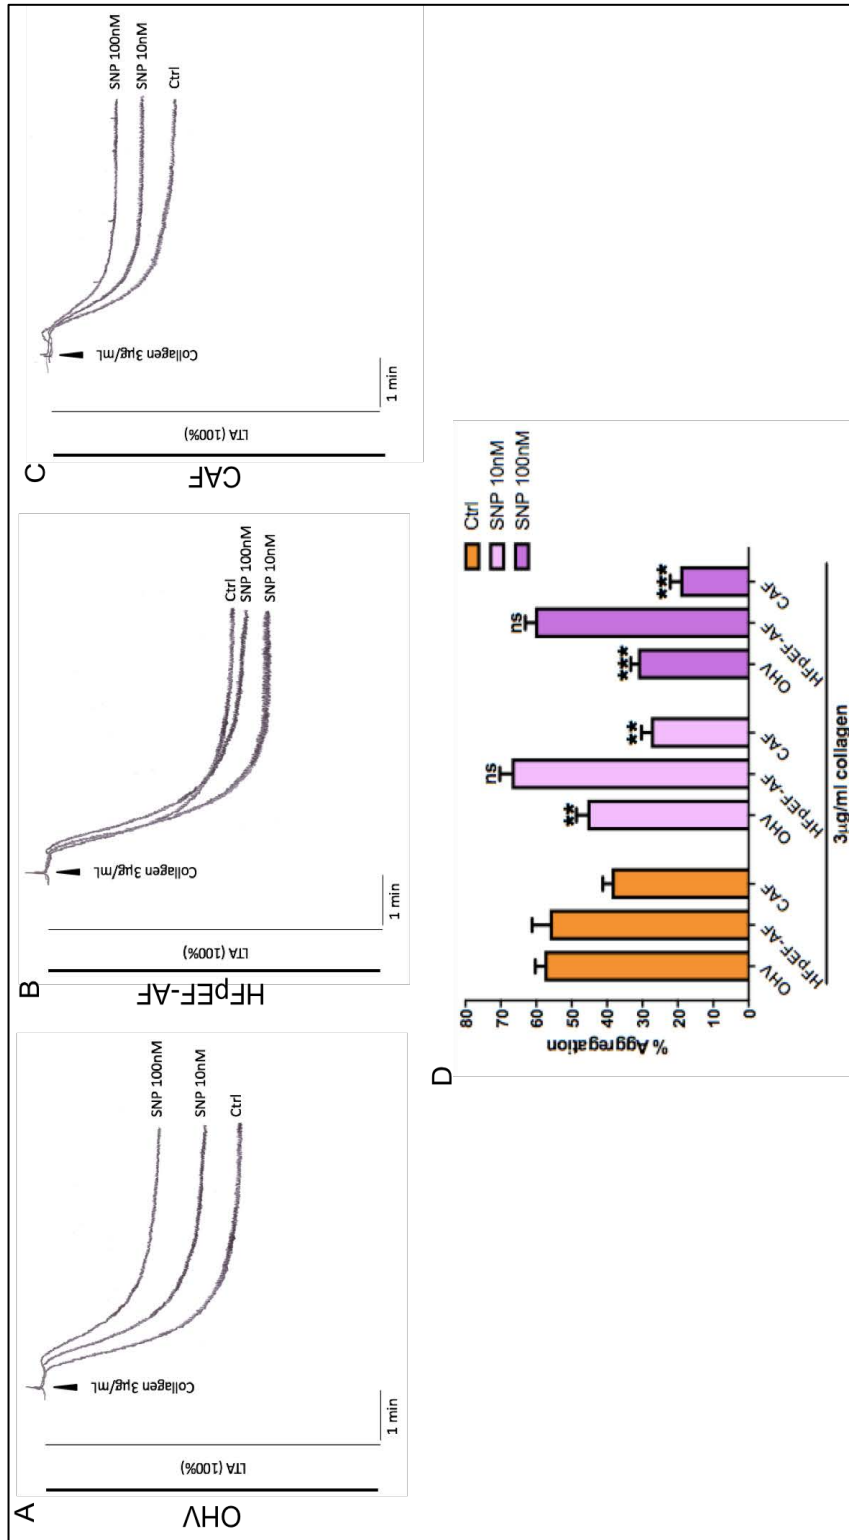 A
OHV
LTA (100%)
1 min
Collagen 3µg/mL
SNP 100nM
SNP 10nM
Ctrl
B
HFpEF-AF
LTA (100%)
1 min
Collagen 3µg/mL
Ctrl
SNP 100nM
SNP 10nM
C
CAF
LTA (100%)
1 min
Collagen 3µg/mL
SNP 100nM
SNP 10nM
Ctrl
D
% Aggregation
80
70
60
50
40
30
20
10
0
** ns ** *** ns ***
Ctrl
SNP 10nM
SNP 100nM
OHV HFpEF-AF CAF OHV HFpEF-AF CAF OHV HFpEF-AF CAF
3µg/ml collagen